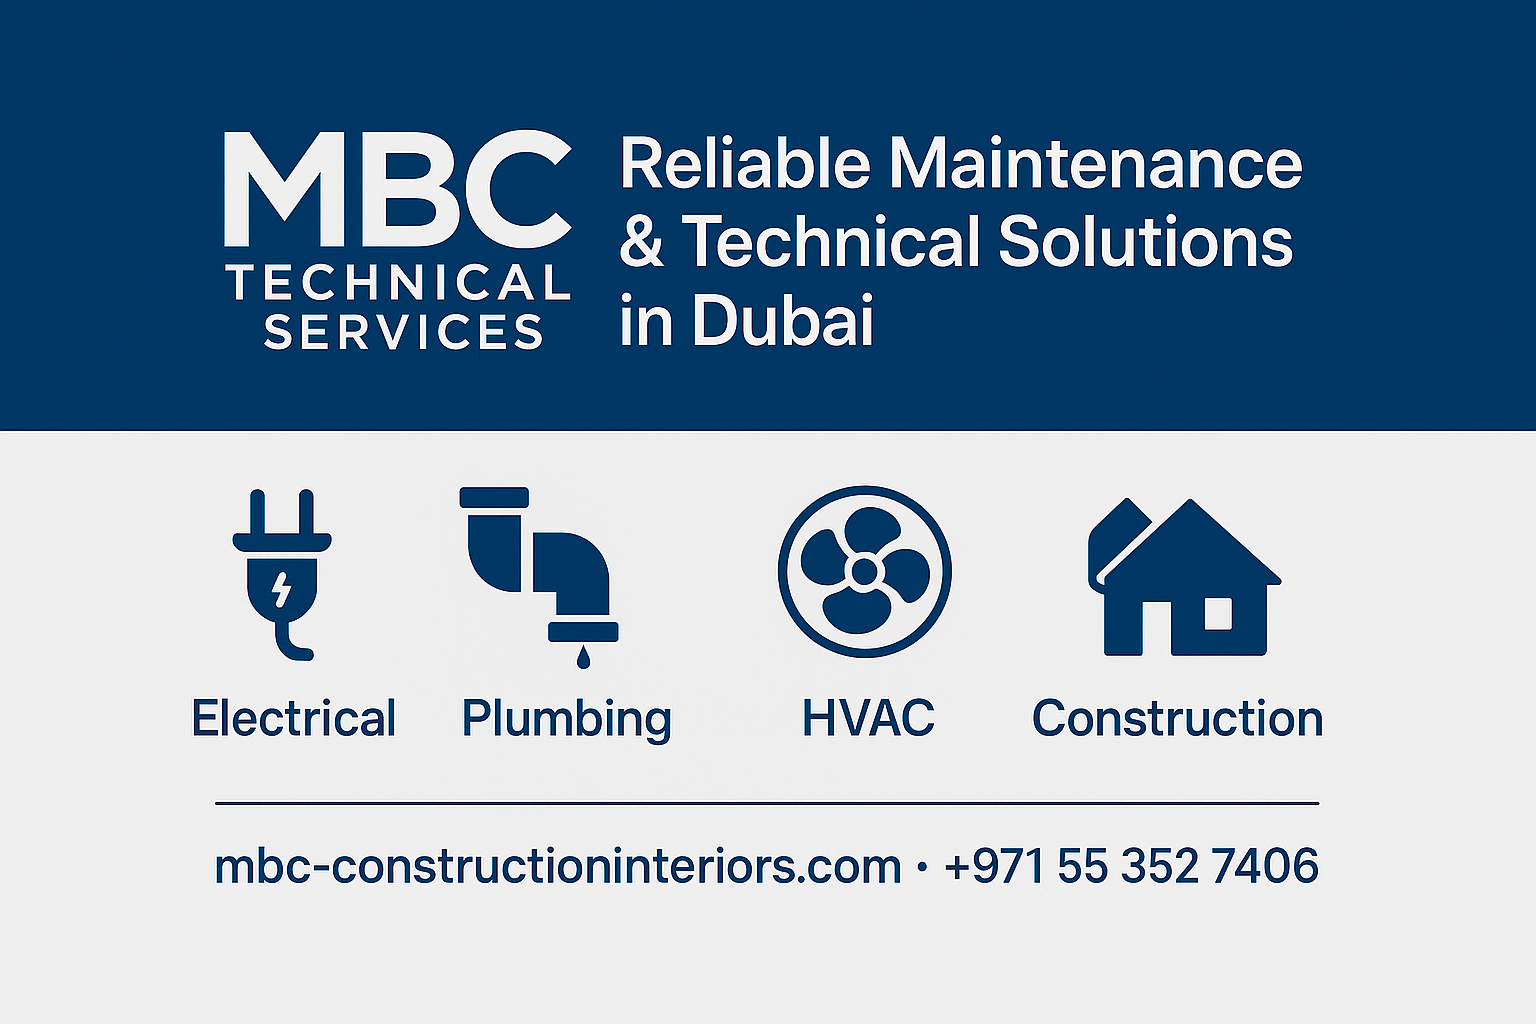 MBC
TECHNICAL
SERVICES
Reliable Maintenance
& Technical Solutions
in Dubai
Electrical
Plumbing
HVAC
Construction
mbc-constructioninteriors.com • +971 55 352 7406